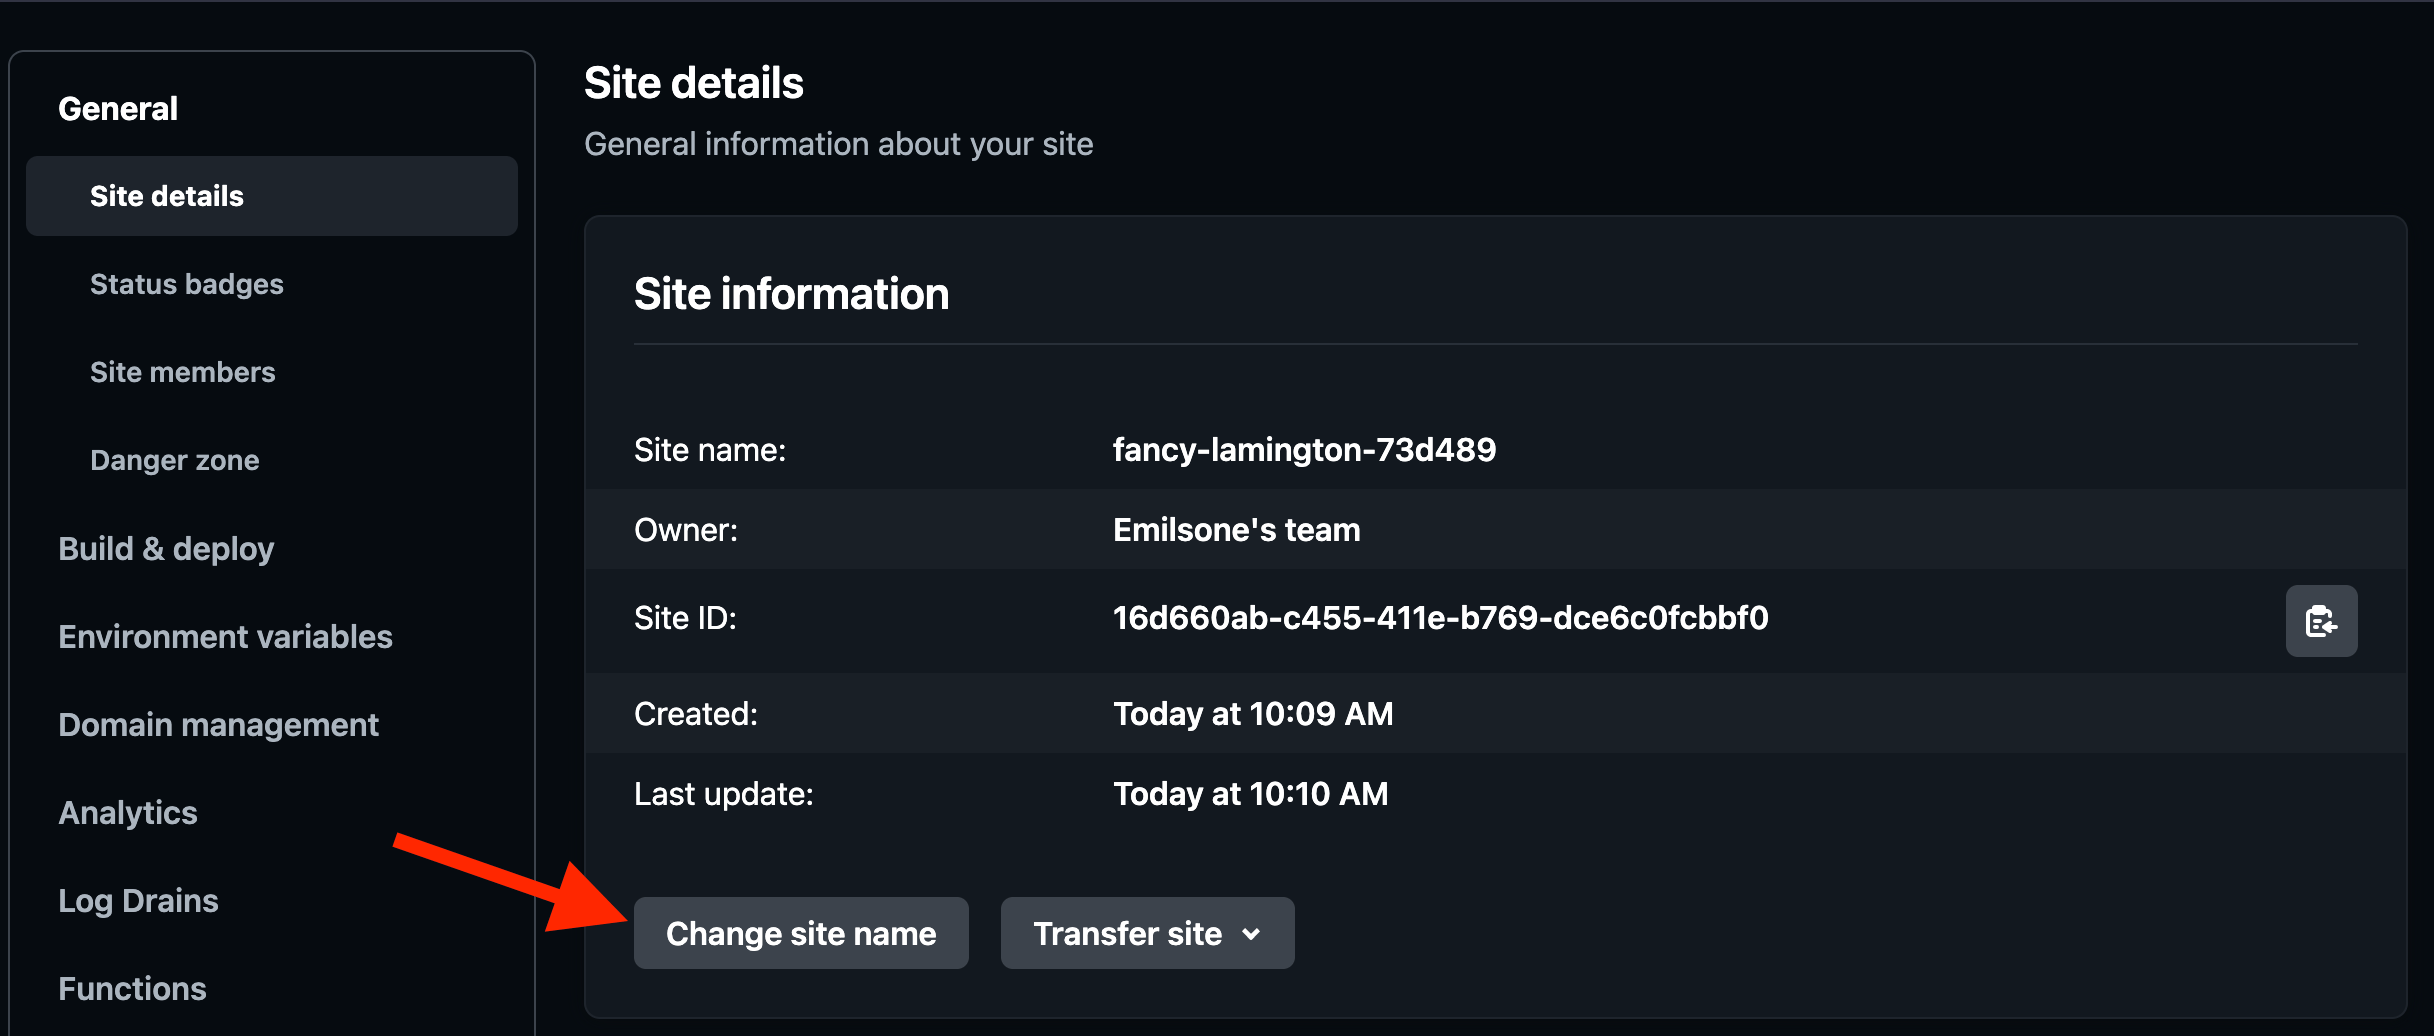 General
Site details
Status badges
Site members
Danger zone
Build & deploy
Environment variables
Domain management
Analytics
Log Drains
Functions
Site details
General information about your site
Site information
Site name: fancy-lamington-73d489
Owner: Emilsone's team
Site ID: 16d660ab-c455-411e-b769-dce6c0fcbbf0
Created: Today at 10:09 AM
Last update: Today at 10:10 AM
Change site name Transfer site